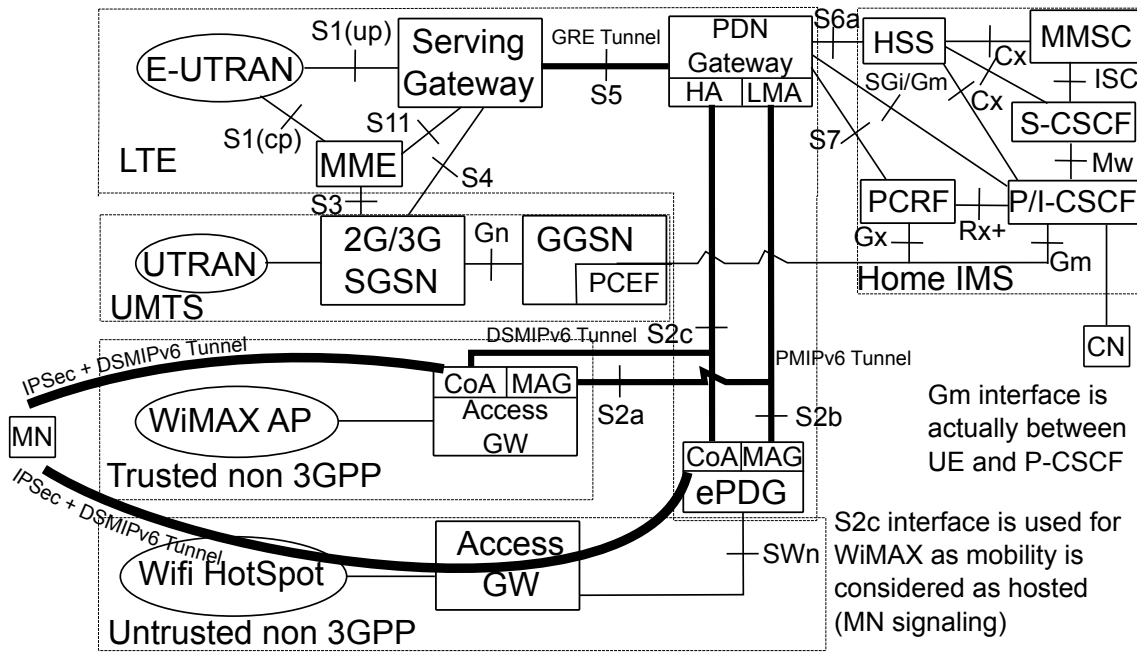 S1(up)
Serving
Gateway
GRE Tunnel
PDN
Gateway
S6a
HSS
MMSC
E-UTRAN
S5
HA
LMA
Cx
ISC
SGi/Gm
Cx
S11
S-CSCF
S1(cp)
S7
LTE
MME
S4
Mw
S3
PCRF
P/I-CSCF
2G/3G
SGSN
Gn
GGSN
Gx
Rx+
Gm
UTRAN
PCEF
Home IMS
UMTS
DSMIPv6 Tunnel
S2c
IPSec + DSMIPv6 Tunnel
PMIPv6 Tunnel
CN
CoA
MAG
WiMAX AP
Access
GW
S2a
S2b
MN
Gm interface is
actually between
UE and P-CSCF
Trusted non 3GPP
CoA
MAG
ePDG
IPSec + DSMIPv6 Tunnel
Access
GW
SWn
Wifi HotSpot
S2c interface is used for
WiMAX as mobility is
considered as hosted
(MN signaling)
Untrusted non 3GPP